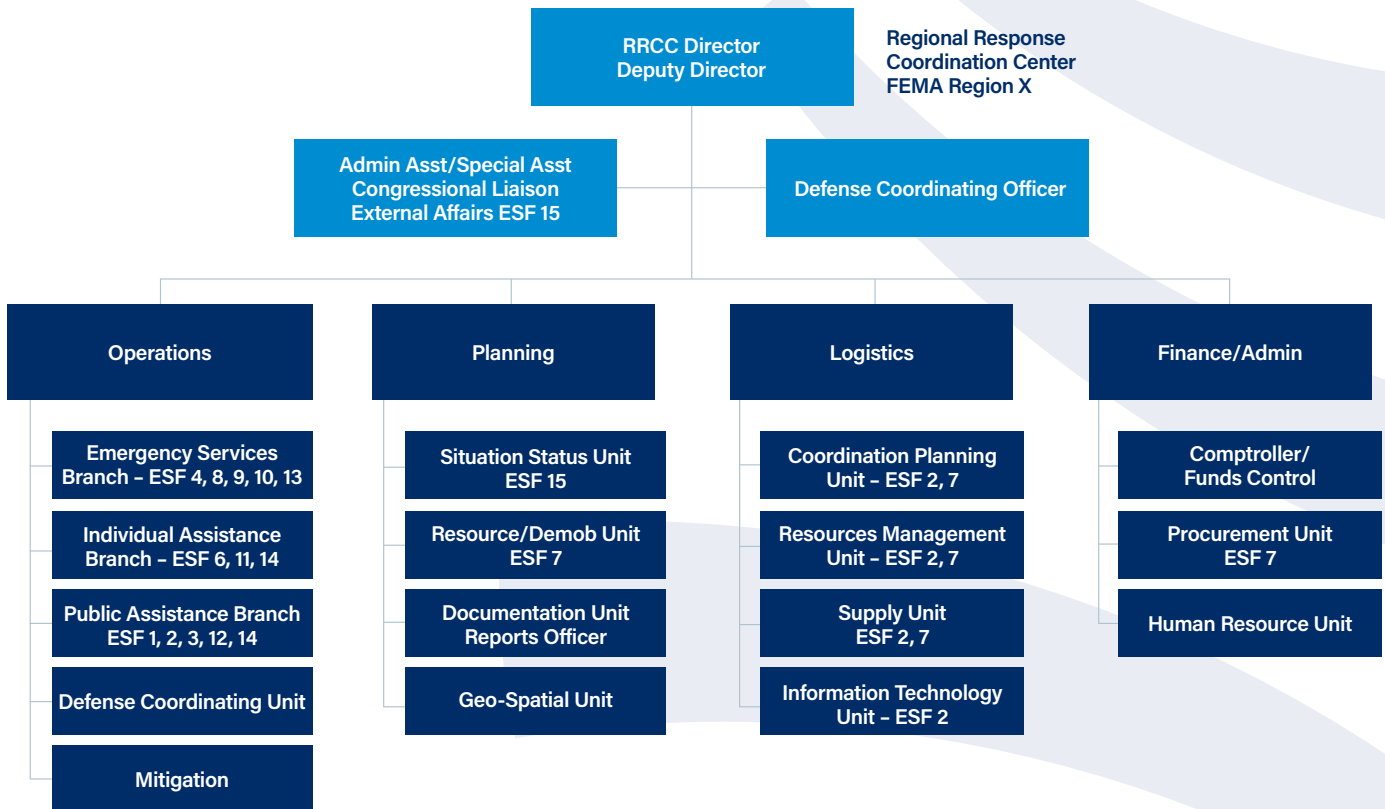 RRCC Director
Deputy Director
Regional Response
Coordination Center
FEMA Region X
Admin Asst/Special Asst
Congressional Liaison
External Affairs ESF 15
Defense Coordinating Officer
Operations
Planning
Logistics
Finance/Admin
Emergency Services
Branch – ESF 4, 8, 9, 10, 13
Individual Assistance
Branch – ESF 6, 11, 14
Public Assistance Branch
ESF 1, 2, 3, 12, 14
Defense Coordinating Unit
Mitigation
Situation Status Unit
ESF 15
Resource/Demob Unit
ESF 7
Documentation Unit
Reports Officer
Geo-Spatial Unit
Coordination Planning
Unit – ESF 2, 7
Resources Management
Unit – ESF 2, 7
Supply Unit
ESF 2, 7
Information Technology
Unit – ESF 2
Comptroller/
Funds Control
Procurement Unit
ESF 7
Human Resource Unit